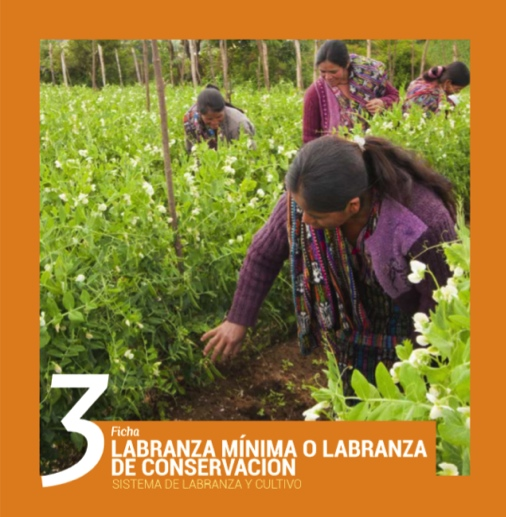 3
Ficha
LABRANZA MÍNIMA O LABRANZA
DE CONSERVACION
SISTEMA DE LABRANZA Y CULTIVO